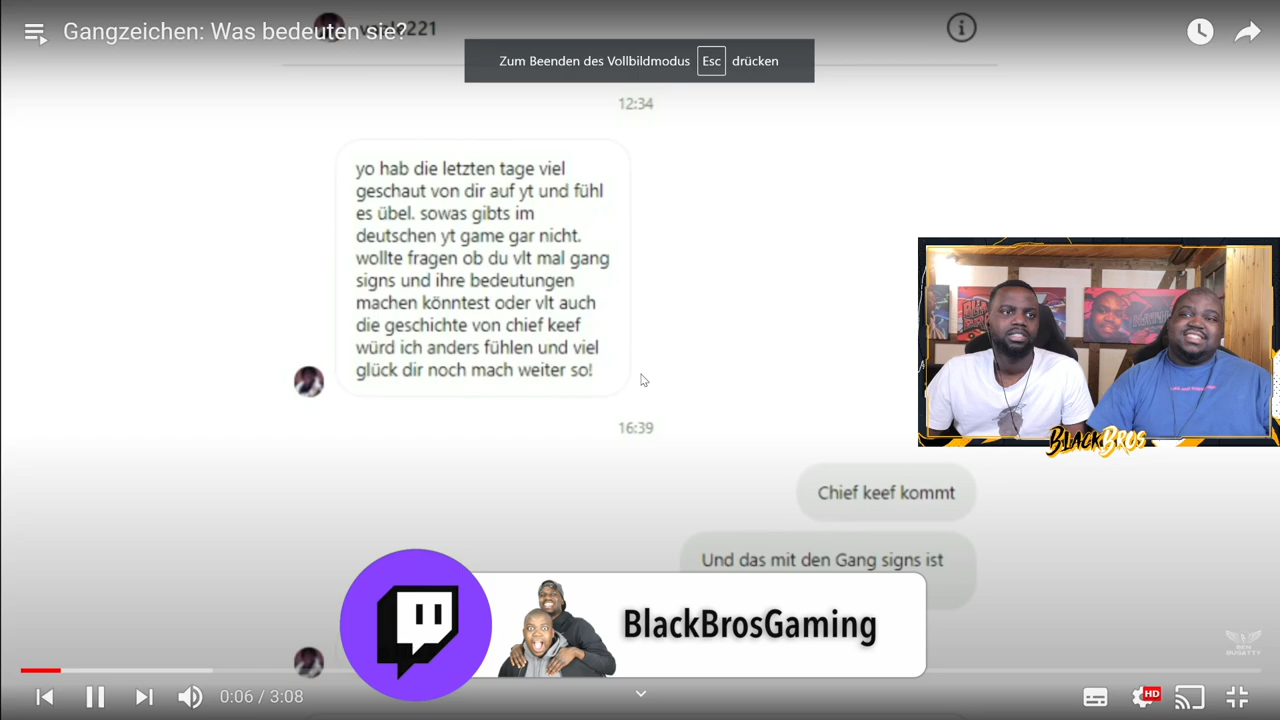 Gangzeichen: Was bedeuten sie?
221
Zum Beenden des Vollbildmodus Esc drücken
12:34
yo hab die letzten tage viel
geschaut von dir auf yt und fühl
es übel. sowas gibts im
deutschen yt game gar nicht.
wollte fragen ob du vlt mal gang
signs und ihre bedeutungen
machen könntest oder vlt auch
die geschichte von chief keef
würd ich anders fühlen und viel
glück dir noch mach weiter so!
16:39
Chief keef kommt
Und das mit den Gang signs ist
BLACKBROS
BlackBrosGaming
BEN
BUGATTY
0:06 / 3:08
HD